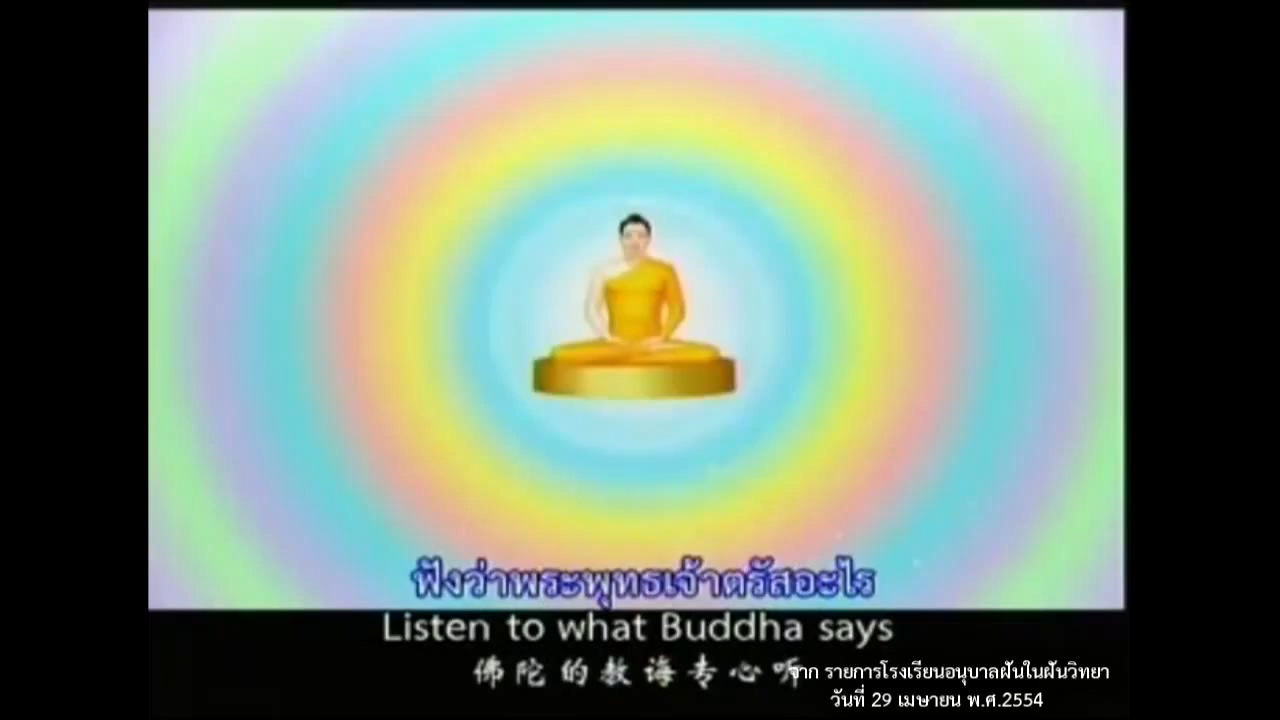 ฟังว่าพระพุทธเจ้าตรัสอะไร
Listen to what Buddha says
佛陀的教诲专心听
จาก รายการโรงเรียนอนุบาลฝันในฝันวิทยา
วันที่ 29 เมษายน พ.ศ.2554